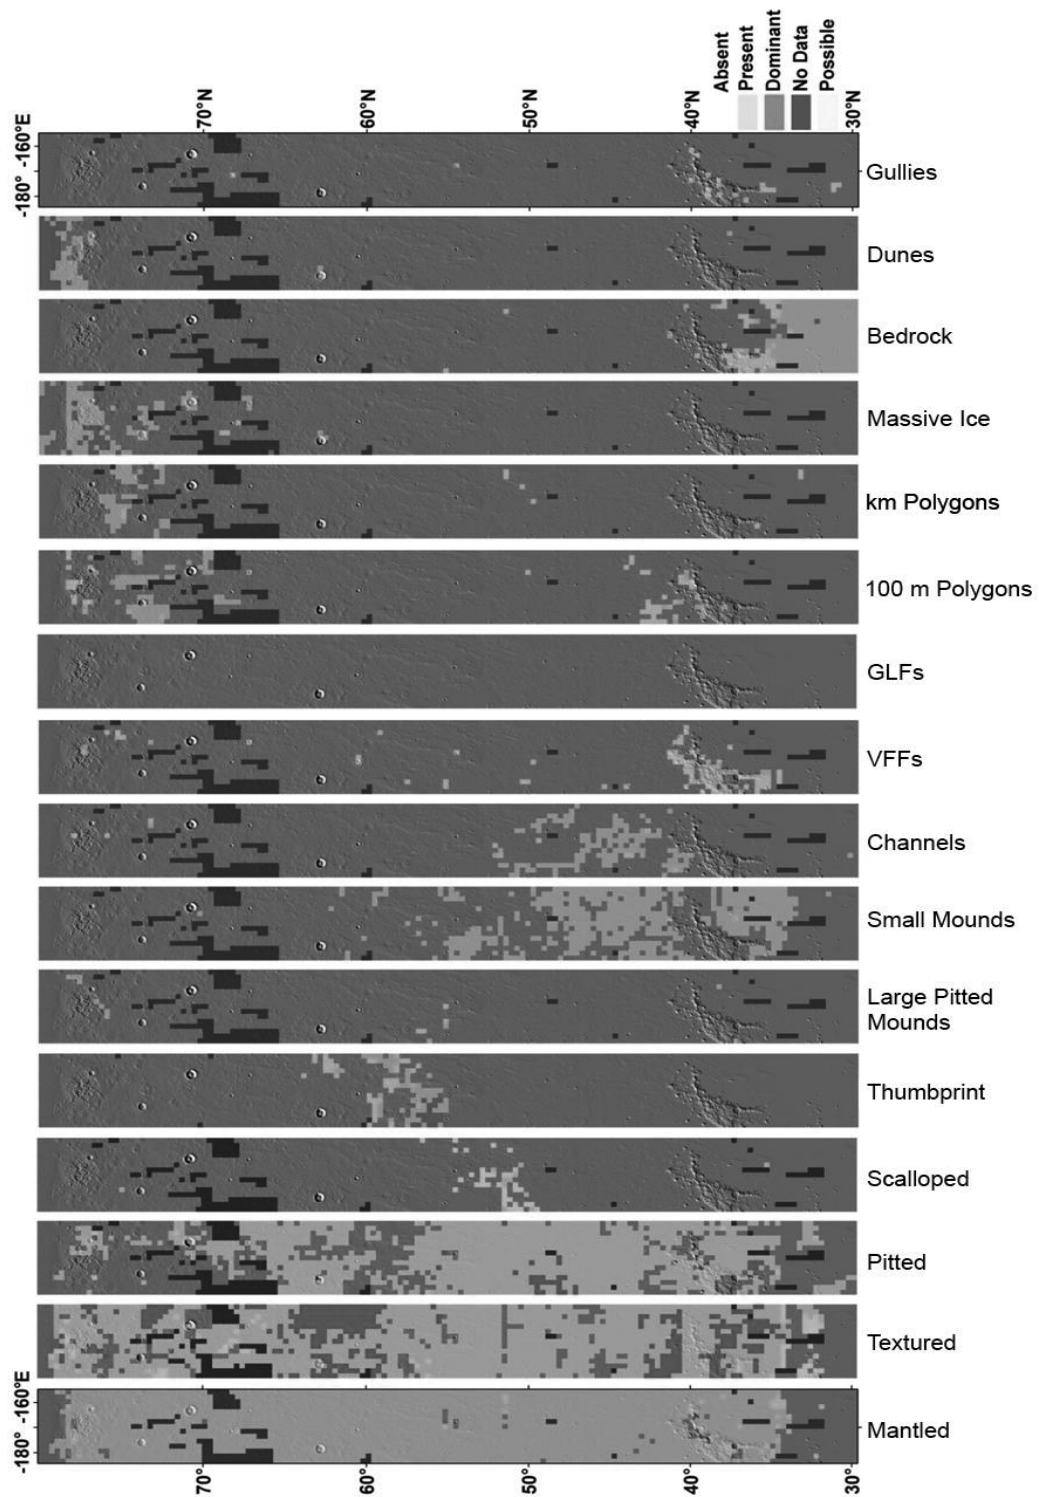 Absent
Present
Dominant
No Data
Possible
-180° -160°E
70°N
60°N
50°N
40°N
30°N
Gullies
Dunes
Bedrock
Massive Ice
km Polygons
100 m Polygons
GLFs
VFFs
Channels
Small Mounds
Large Pitted
Mounds
Thumbprint
Scalloped
Pitted
Textured
Mantled
-180° -160°E
70°
60°
50°
40°
30°